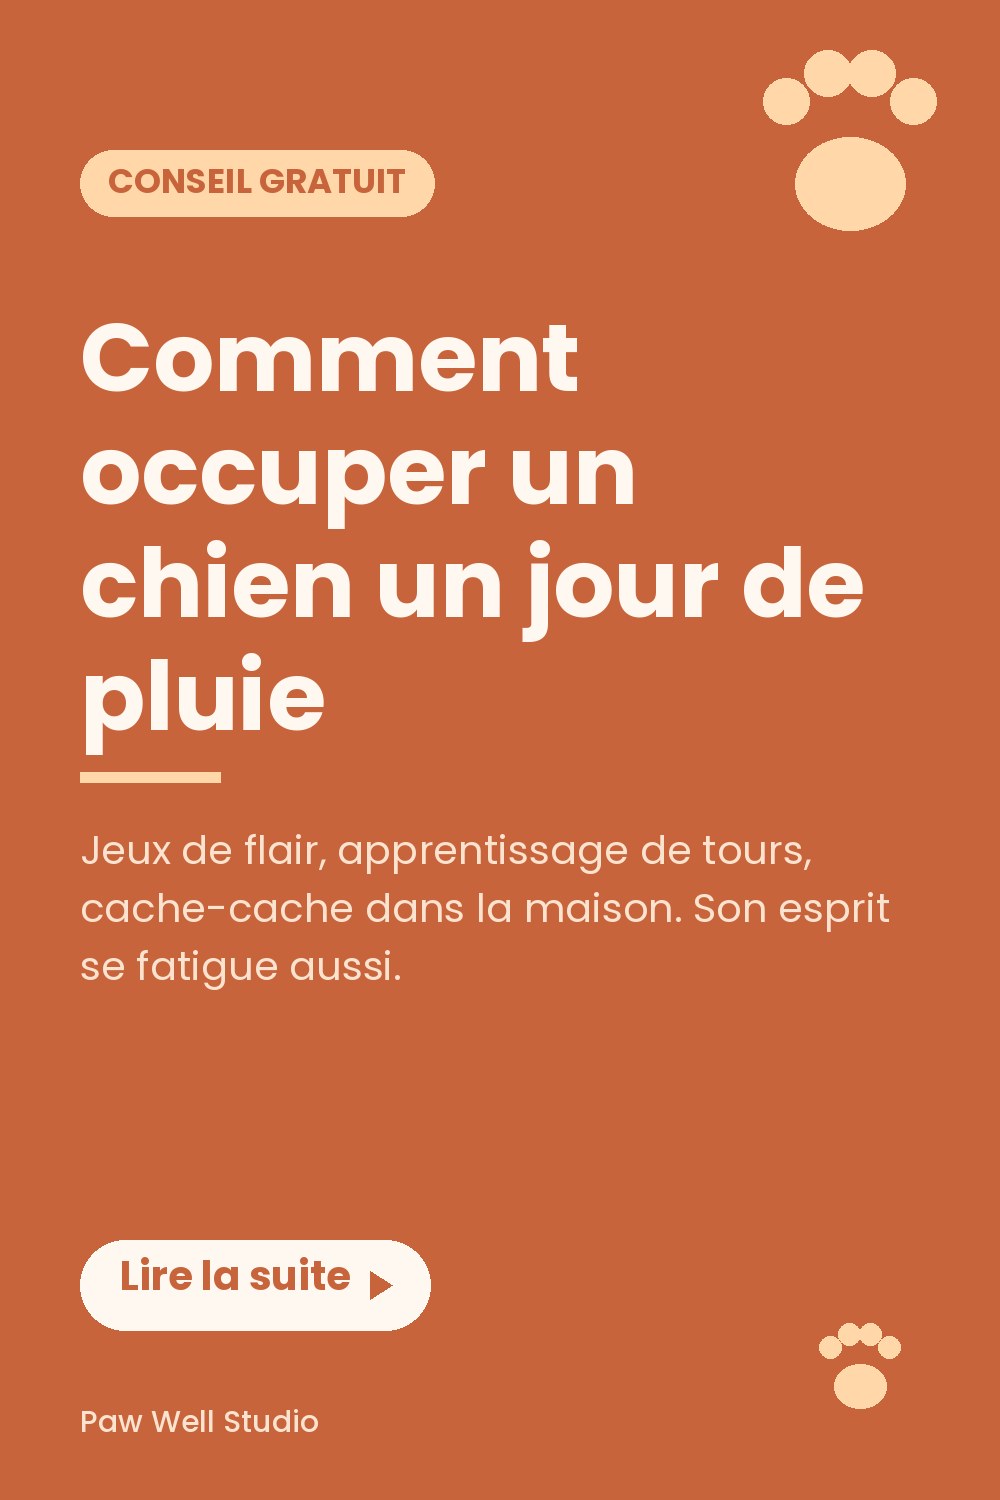 CONSEIL GRATUIT
Comment
occuper un
chien un jour de
pluie
Jeux de flair, apprentissage de tours,
cache-cache dans la maison. Son esprit
se fatigue aussi.
Lire la suite
Paw Well Studio